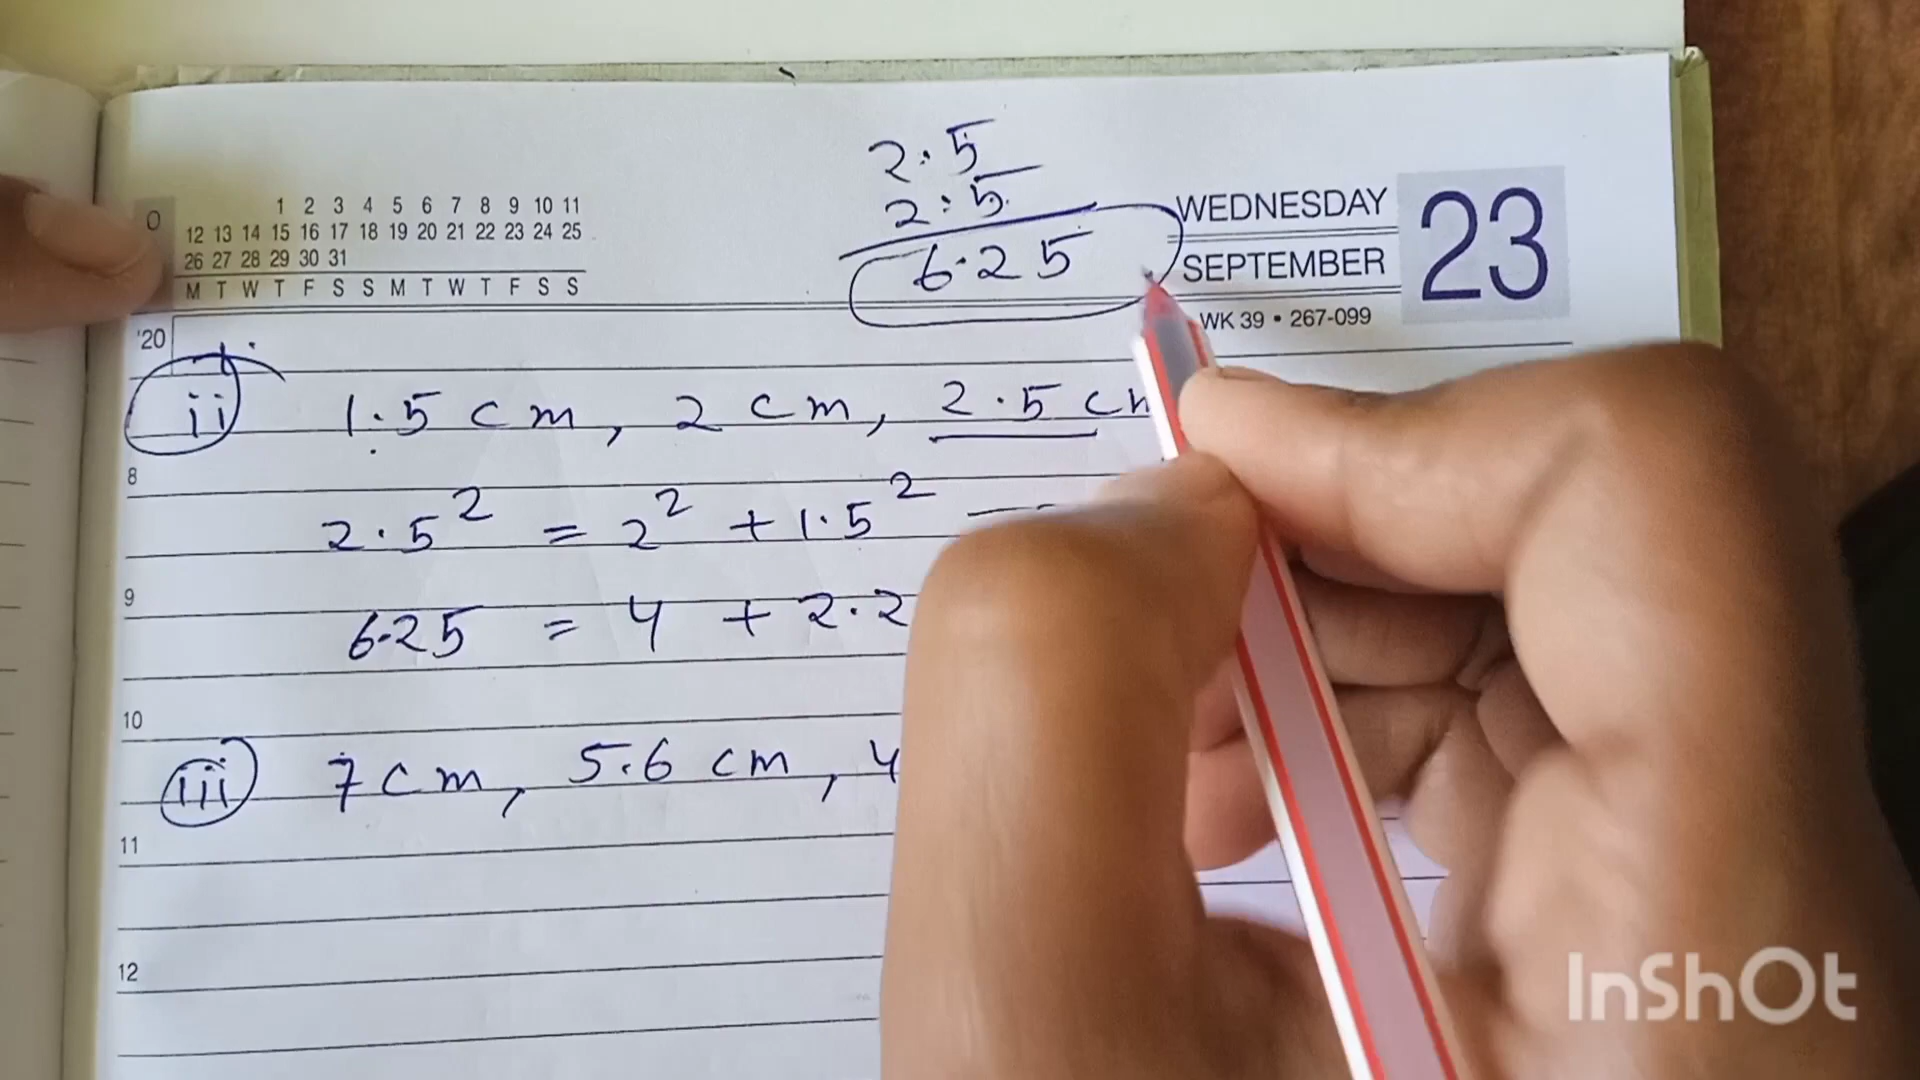 2.5
2.5
6.25
WEDNESDAY
SEPTEMBER
23
WK 39 • 267-099
O
1 2 3 4 5 6 7 8 9 10 11
12 13 14 15 16 17 18 19 20 21 22 23 24 25
26 27 28 29 30 31
M T W T F S S M T W T F S S
'20
ii 1.5 cm, 2 cm, 2.5
8
2.5² = 2² + 1.5²
9
6.25 = 4 + 2.2
10
iii 7 cm, 5.6 cm, 4
11
12
InShOt